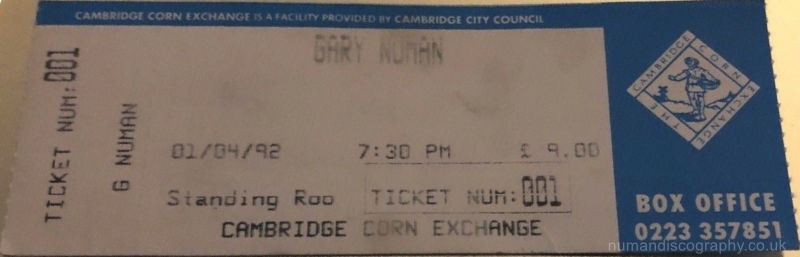 CAMBRIDGE CORN EXCHANGE IS A FACILITY PROVIDED BY CAMBRIDGE CITY COUNCIL
TICKET NUM:001
G NUMAN
GARY NUMAN
01/04/92 7:30 PM £ 9.00
Standing Roo TICKET NUM:001
CAMBRIDGE CORN EXCHANGE
THE CAMBRIDGE CORN EXCHANGE
BOX OFFICE
0223 357851
numandiscography.co.uk